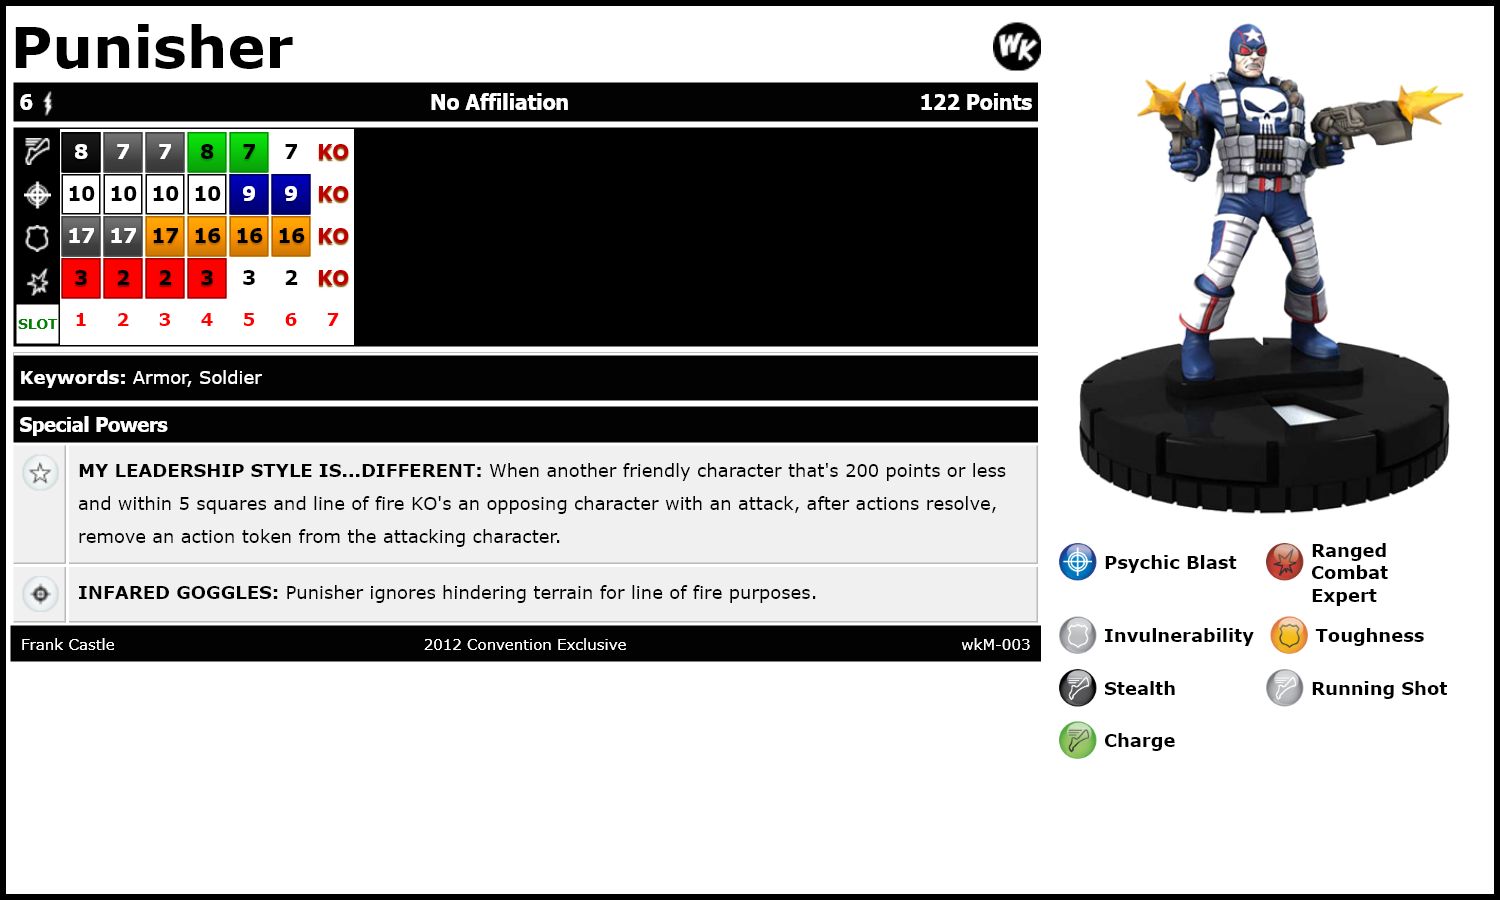 Punisher
WK
6 No Affiliation 122 Points
8 7 7 8 7 7 KO
10 10 10 10 9 9 KO
17 17 17 16 16 16 KO
3 2 2 3 3 2 KO
SLOT 1 2 3 4 5 6 7
Keywords: Armor, Soldier
Special Powers
MY LEADERSHIP STYLE IS...DIFFERENT: When another friendly character that's 200 points or less
and within 5 squares and line of fire KO's an opposing character with an attack, after actions resolve,
remove an action token from the attacking character.
INFARED GOGGLES: Punisher ignores hindering terrain for line of fire purposes.
Frank Castle 2012 Convention Exclusive wkM-003
Psychic Blast
Ranged
Combat
Expert
Invulnerability
Toughness
Stealth
Running Shot
Charge